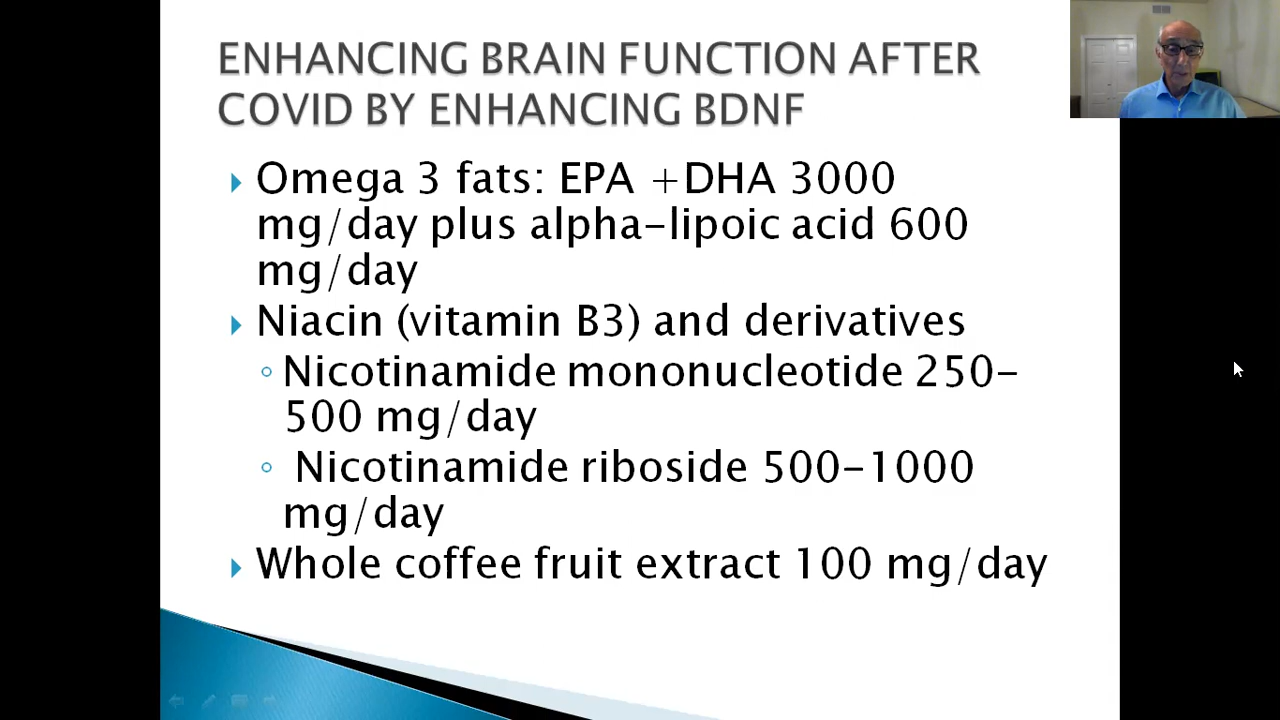 ENHANCING BRAIN FUNCTION AFTER
COVID BY ENHANCING BDNF
Omega 3 fats: EPA +DHA 3000
mg/day plus alpha-lipoic acid 600
mg/day
Niacin (vitamin B3) and derivatives
Nicotinamide mononucleotide 250-
500 mg/day
Nicotinamide riboside 500-1000
mg/day
Whole coffee fruit extract 100 mg/day